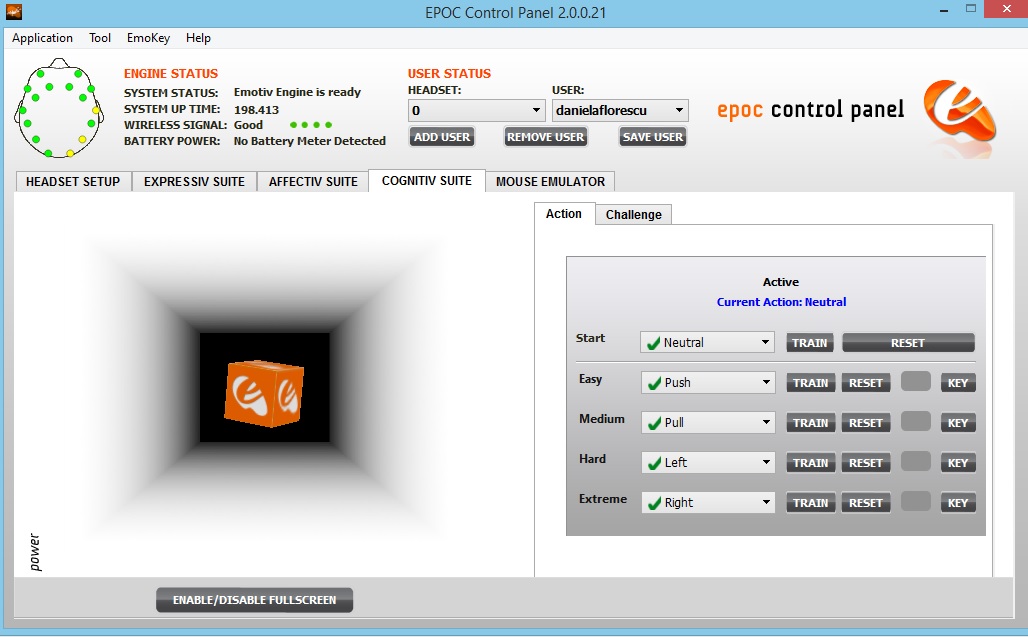 EPOC Control Panel 2.0.0.21
Application Tool EmoKey Help
ENGINE STATUS
SYSTEM STATUS: Emotiv Engine is ready
SYSTEM UP TIME: 198.413
WIRELESS SIGNAL: Good
BATTERY POWER: No Battery Meter Detected
USER STATUS
HEADSET: USER:
0 danielaflorescu
ADD USER REMOVE USER SAVE USER
epoc control panel
HEADSET SETUP EXPRESSIV SUITE AFFECTIV SUITE COGNITIV SUITE MOUSE EMULATOR
Action Challenge
Active
Current Action: Neutral
Start Neutral TRAIN RESET
Easy Push TRAIN RESET KEY
Medium Pull TRAIN RESET KEY
Hard Left TRAIN RESET KEY
Extreme Right TRAIN RESET KEY
power
ENABLE/DISABLE FULLSCREEN